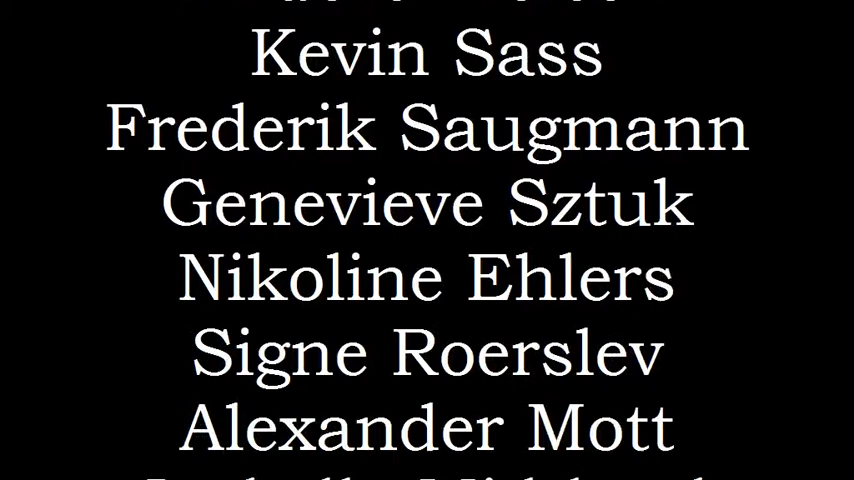 Kevin Sass
Frederik Saugmann
Genevieve Sztuk
Nikoline Ehlers
Signe Roerslev
Alexander Mott